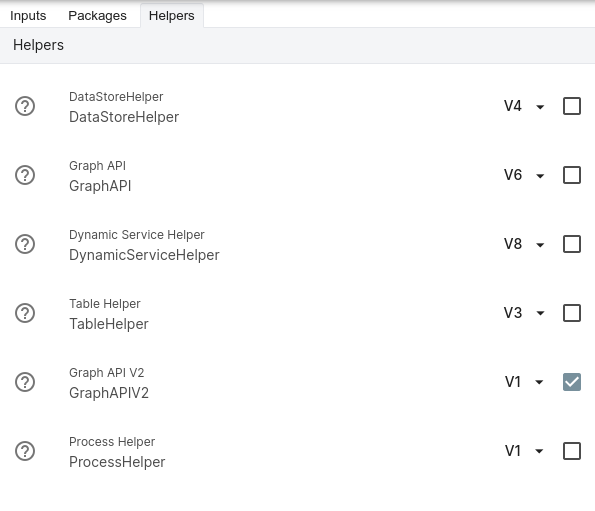 Inputs Packages Helpers
Helpers
DataStoreHelper
DataStoreHelper
V4
Graph API
GraphAPI
V6
Dynamic Service Helper
DynamicServiceHelper
V8
Table Helper
TableHelper
V3
Graph API V2
GraphAPIV2
V1
Process Helper
ProcessHelper
V1